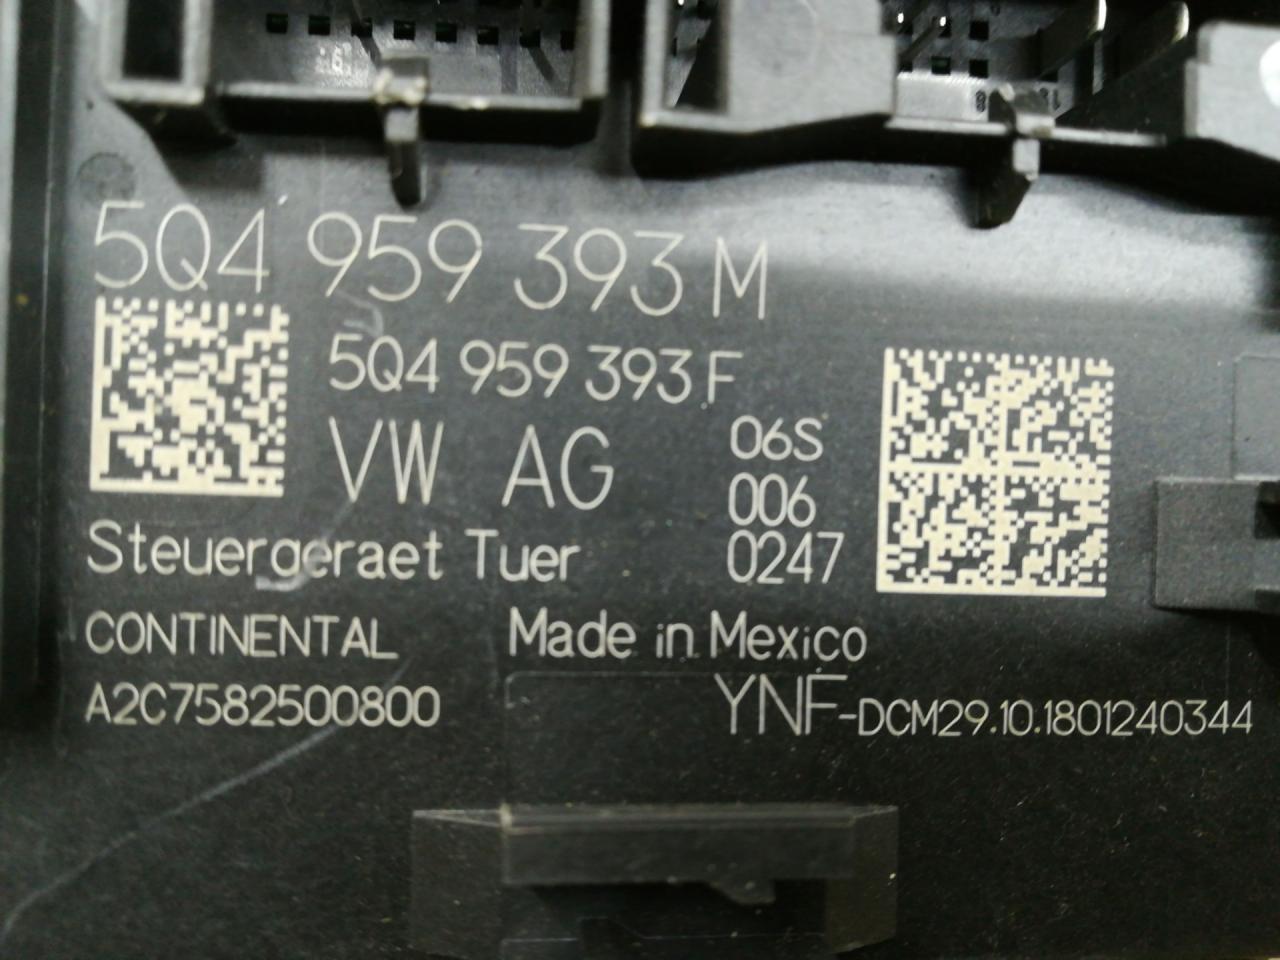 5Q4 959 393 M
5Q4 959 393 F
VW AG
06S
006
0247
Steuergeraet Tuer
CONTINENTAL
Made in Mexico
A2C7582500800
YNF-DCM29.10.1801240344